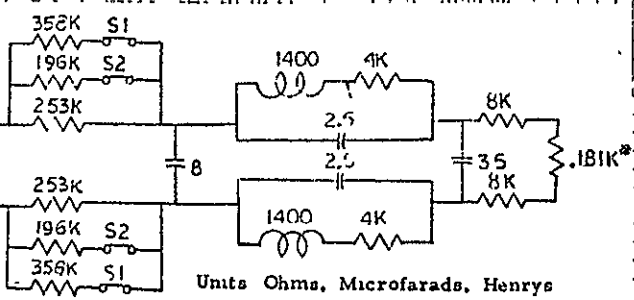 358K S1
196K S2
253K
1400 4K
2.5
8
2.5
1400 4K
8K
35
.181K*
8K
253K
196K S2
356K S1
Units Ohms, Microfarads, Henrys